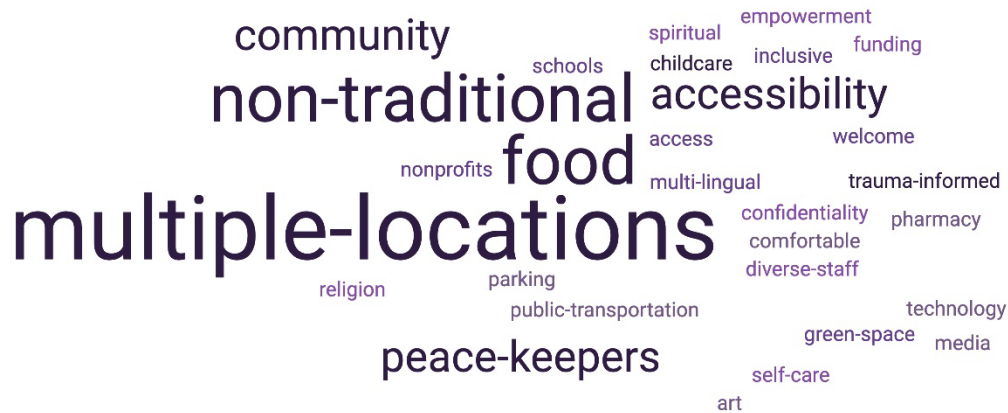 empowerment
spiritual
funding
community
inclusive
childcare
schools
non-traditional
accessibility
access
welcome
food
nonprofits
multi-lingual
trauma-informed
multiple-locations
confidentiality
pharmacy
comfortable
diverse-staff
parking
religion
public-transportation
technology
green-space
media
peace-keepers
self-care
art